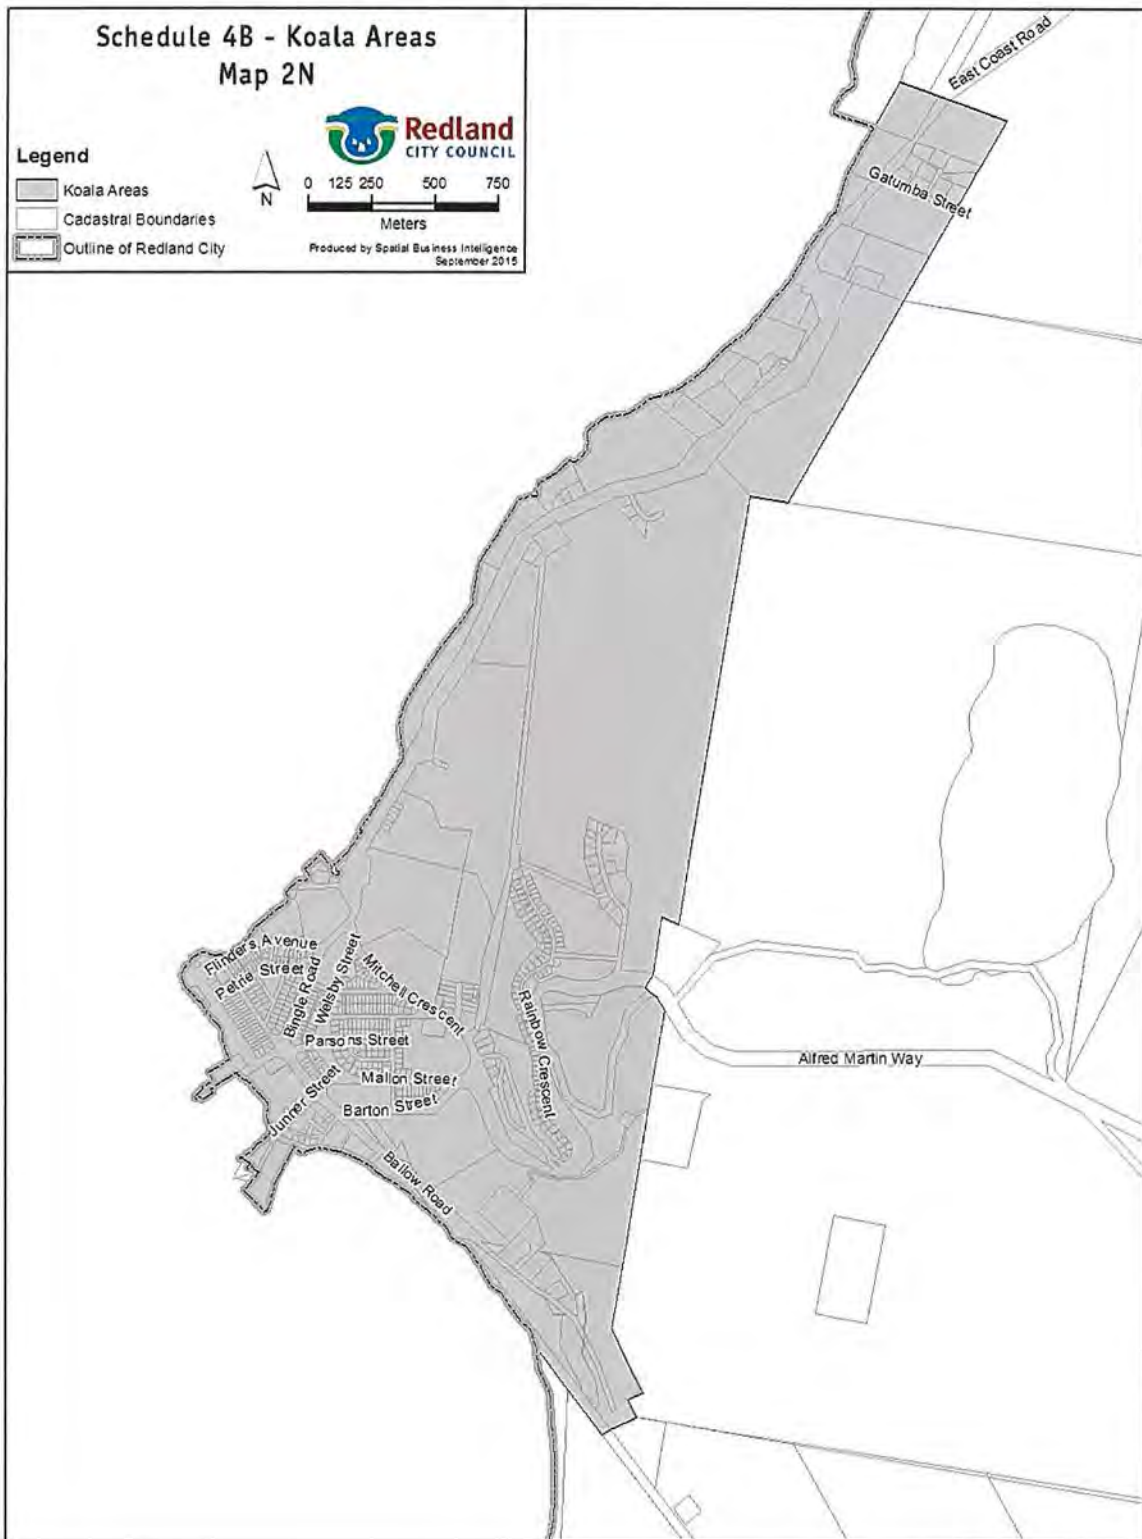 Schedule 4B - Koala Areas
Map 2N
Redland
CITY COUNCIL
Legend
Koala Areas
Cadastral Boundaries
Outline of Redland City
N
0 125 250 500 750
Meters
Produced by Spatial Business Intelligence
September 2015
East Coast Road
Gatumba Street
Flinders Avenue
Petrie Street
Bingle Road
Welsby Street
Mitchell Crescent
Rainbow Crescent
Parsons Street
Alfred Martin Way
Mallon Street
Junner Street
Barton Street
Ballow Road